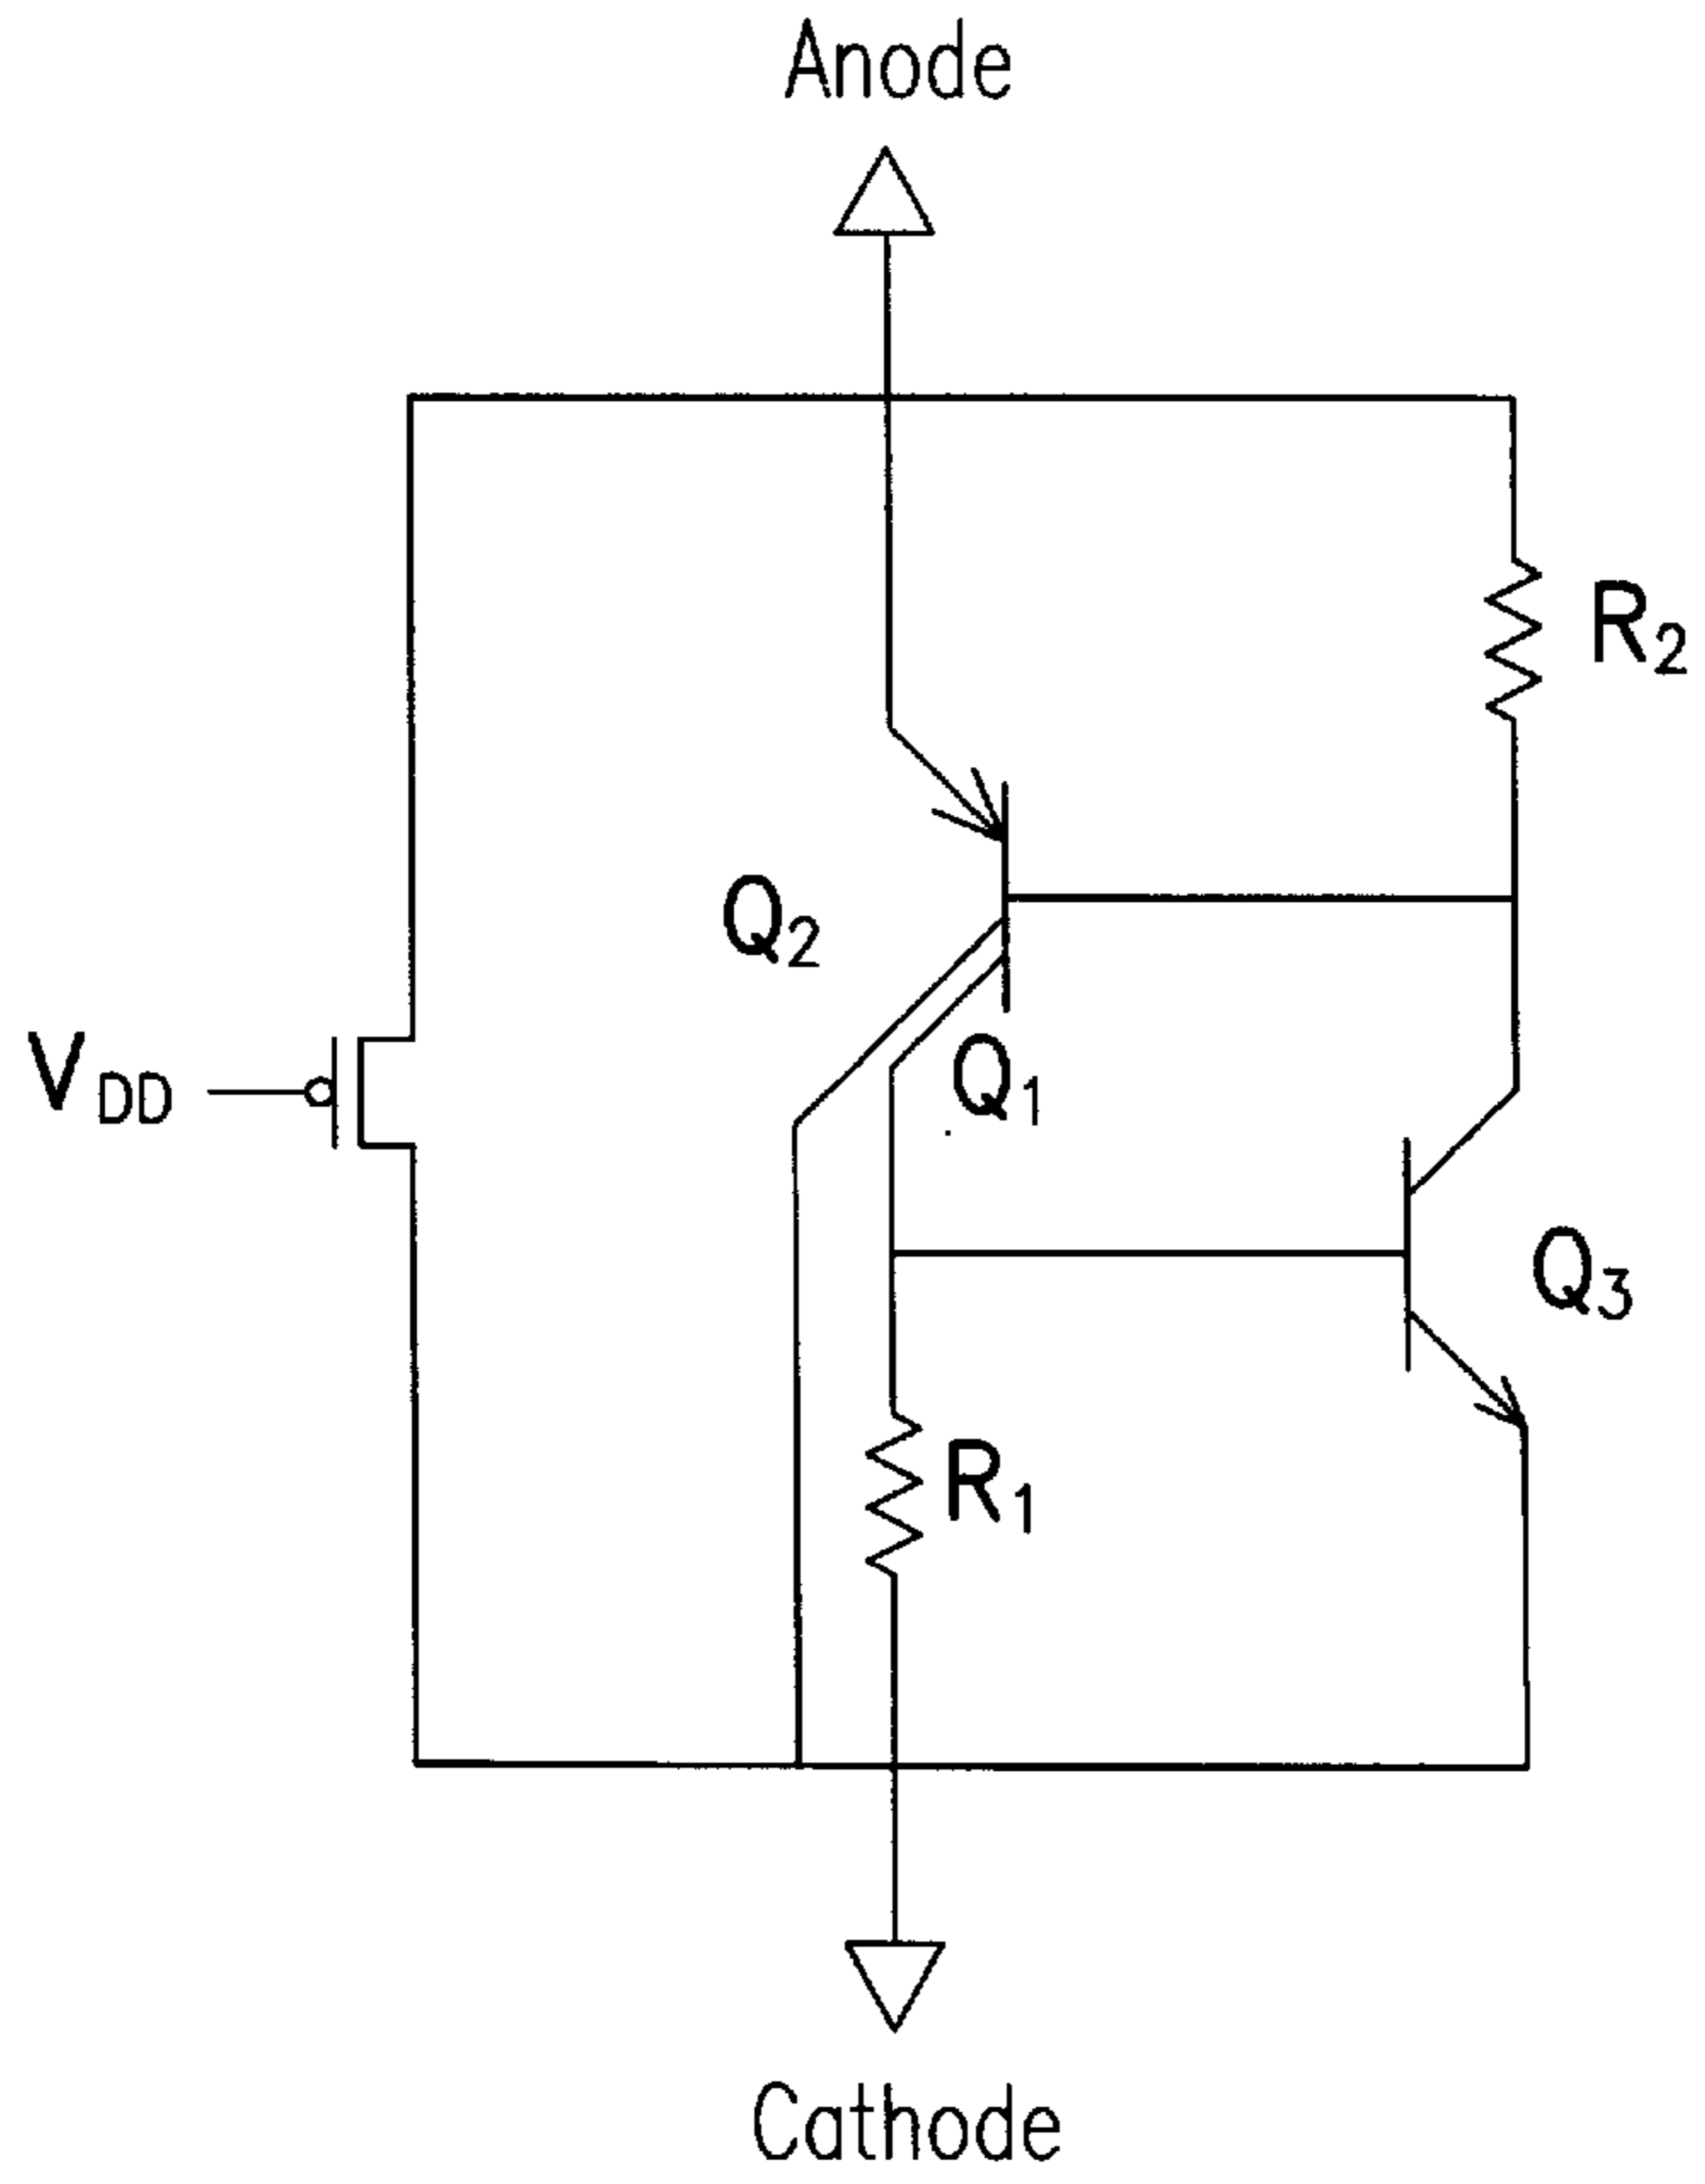 Anode
R2
Q2
VDD
Q1
Q3
R1
Cathode